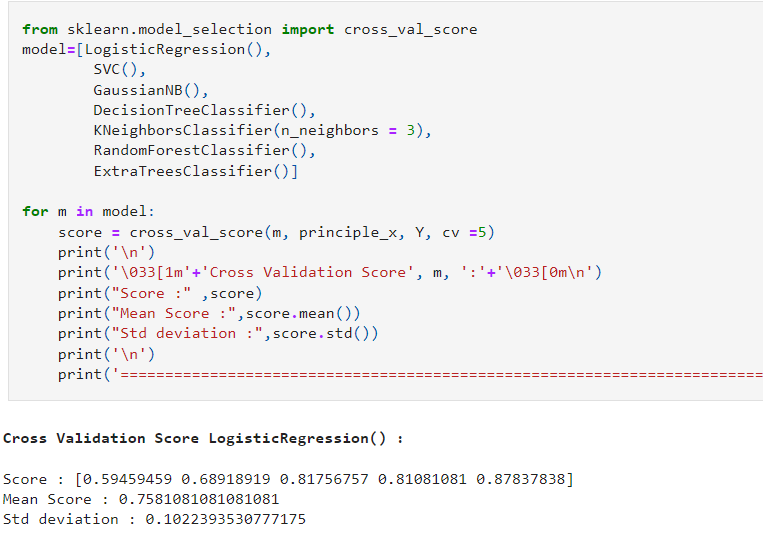 from sklearn.model_selection import cross_val_score
model=[LogisticRegression(),
        SVC(),
        GaussianNB(),
        DecisionTreeClassifier(),
        KNeighborsClassifier(n_neighbors = 3),
        RandomForestClassifier(),
        ExtraTreesClassifier()]

for m in model:
    score = cross_val_score(m, principle_x, Y, cv =5)
    print('\n')
    print('\033[1m'+'Cross Validation Score', m, ':'+'\033[0m\n')
    print("Score :" ,score)
    print("Mean Score :",score.mean())
    print("Std deviation :",score.std())
    print('\n')
    print('========================================================================

Cross Validation Score LogisticRegression() :

Score : [0.59459459 0.68918919 0.81756757 0.81081081 0.87837838]
Mean Score : 0.7581081081081081
Std deviation : 0.1022393530777175